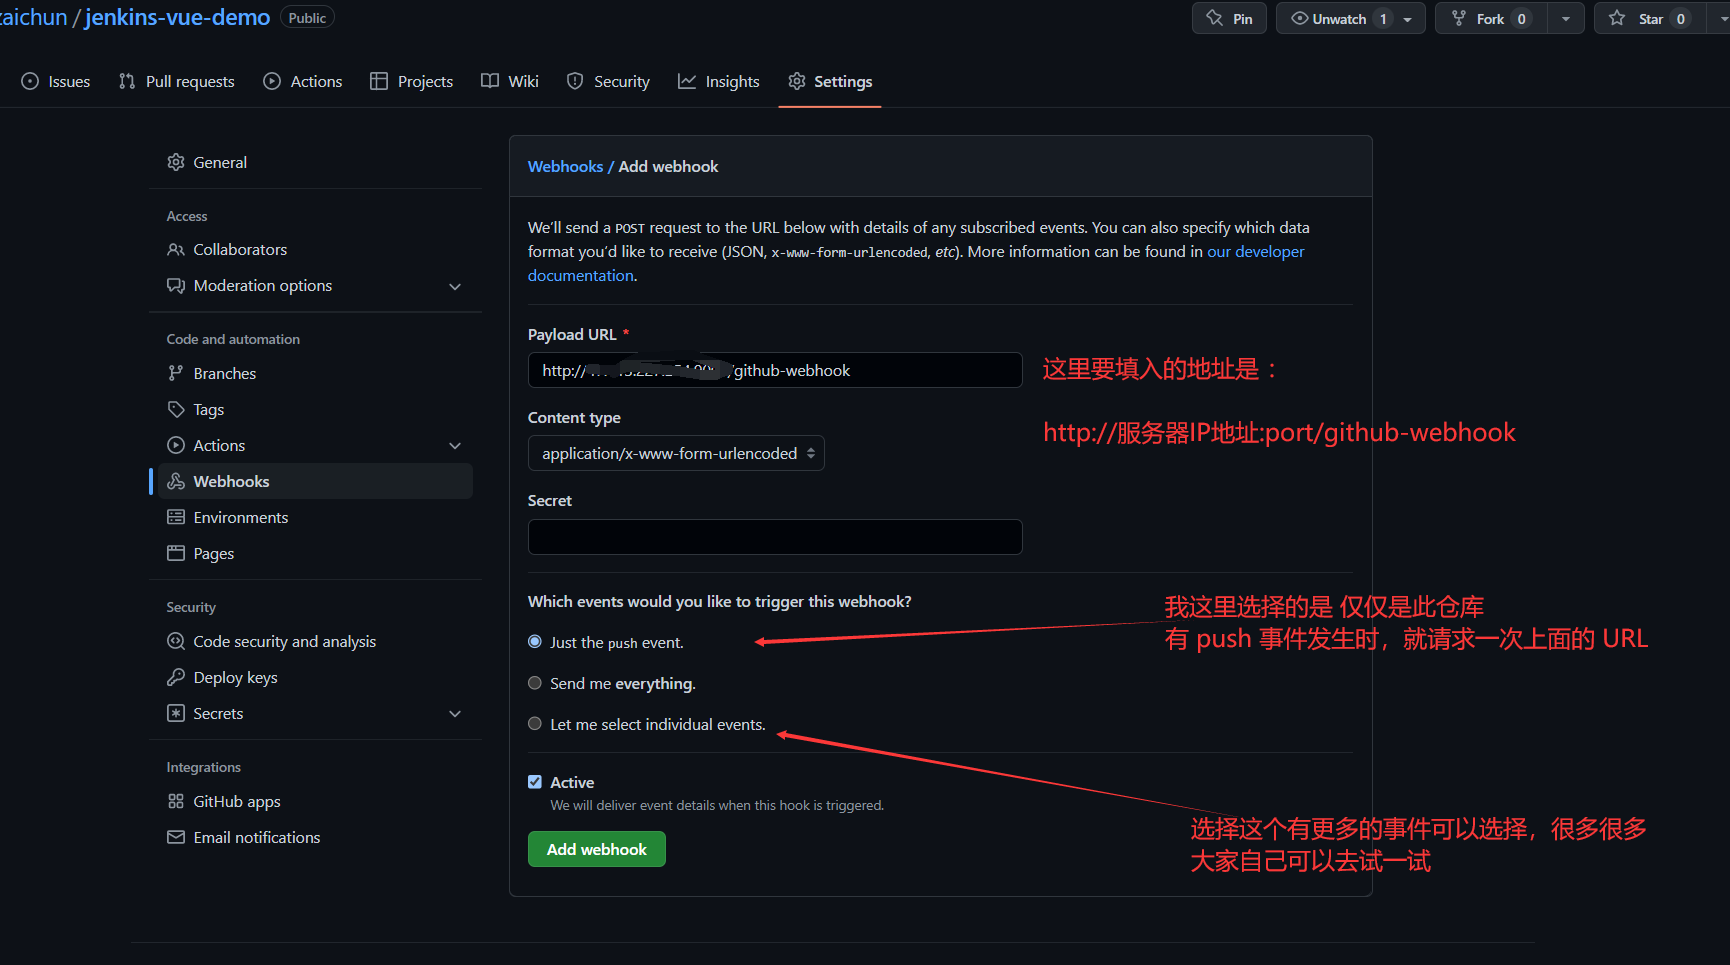 zaichun / jenkins-vue-demo Public
Pin
Unwatch 1
Fork 0
Star 0
Issues
Pull requests
Actions
Projects
Wiki
Security
Insights
Settings
General
Access
Collaborators
Moderation options
Code and automation
Branches
Tags
Actions
Webhooks
Environments
Pages
Security
Code security and analysis
Deploy keys
Secrets
Integrations
GitHub apps
Email notifications
Webhooks / Add webhook
We'll send a POST request to the URL below with details of any subscribed events. You can also specify which data
format you'd like to receive (JSON, x-www-form-urlencoded, etc). More information can be found in our developer
documentation.
Payload URL *
http:// /github-webhook
这里要填入的地址是：
http://服务器IP地址:port/github-webhook
Content type
application/x-www-form-urlencoded
Secret
Which events would you like to trigger this webhook?
Just the push event.
Send me everything.
Let me select individual events.
我这里选择的是 仅仅是此仓库
有 push 事件发生时，就请求一次上面的 URL
Active
We will deliver event details when this hook is triggered.
Add webhook
选择这个有更多的事件可以选择，很多很多
大家自己可以去试一试